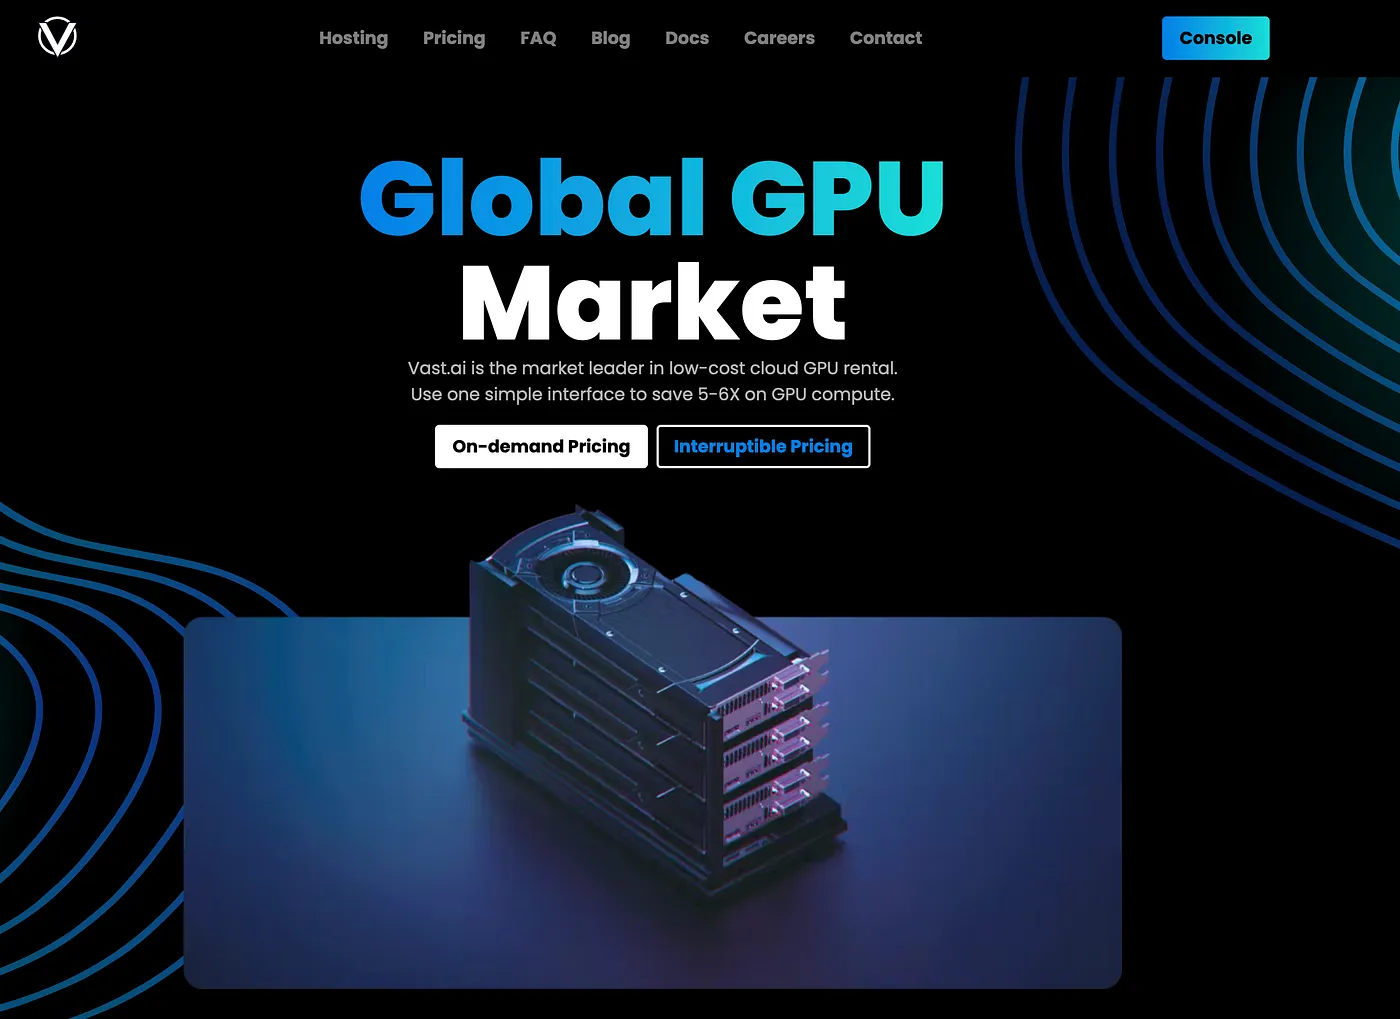 Hosting Pricing FAQ Blog Docs Careers Contact Console
Global GPU
Market
Vast.ai is the market leader in low-cost cloud GPU rental.
Use one simple interface to save 5-6X on GPU compute.
On-demand Pricing Interruptible Pricing